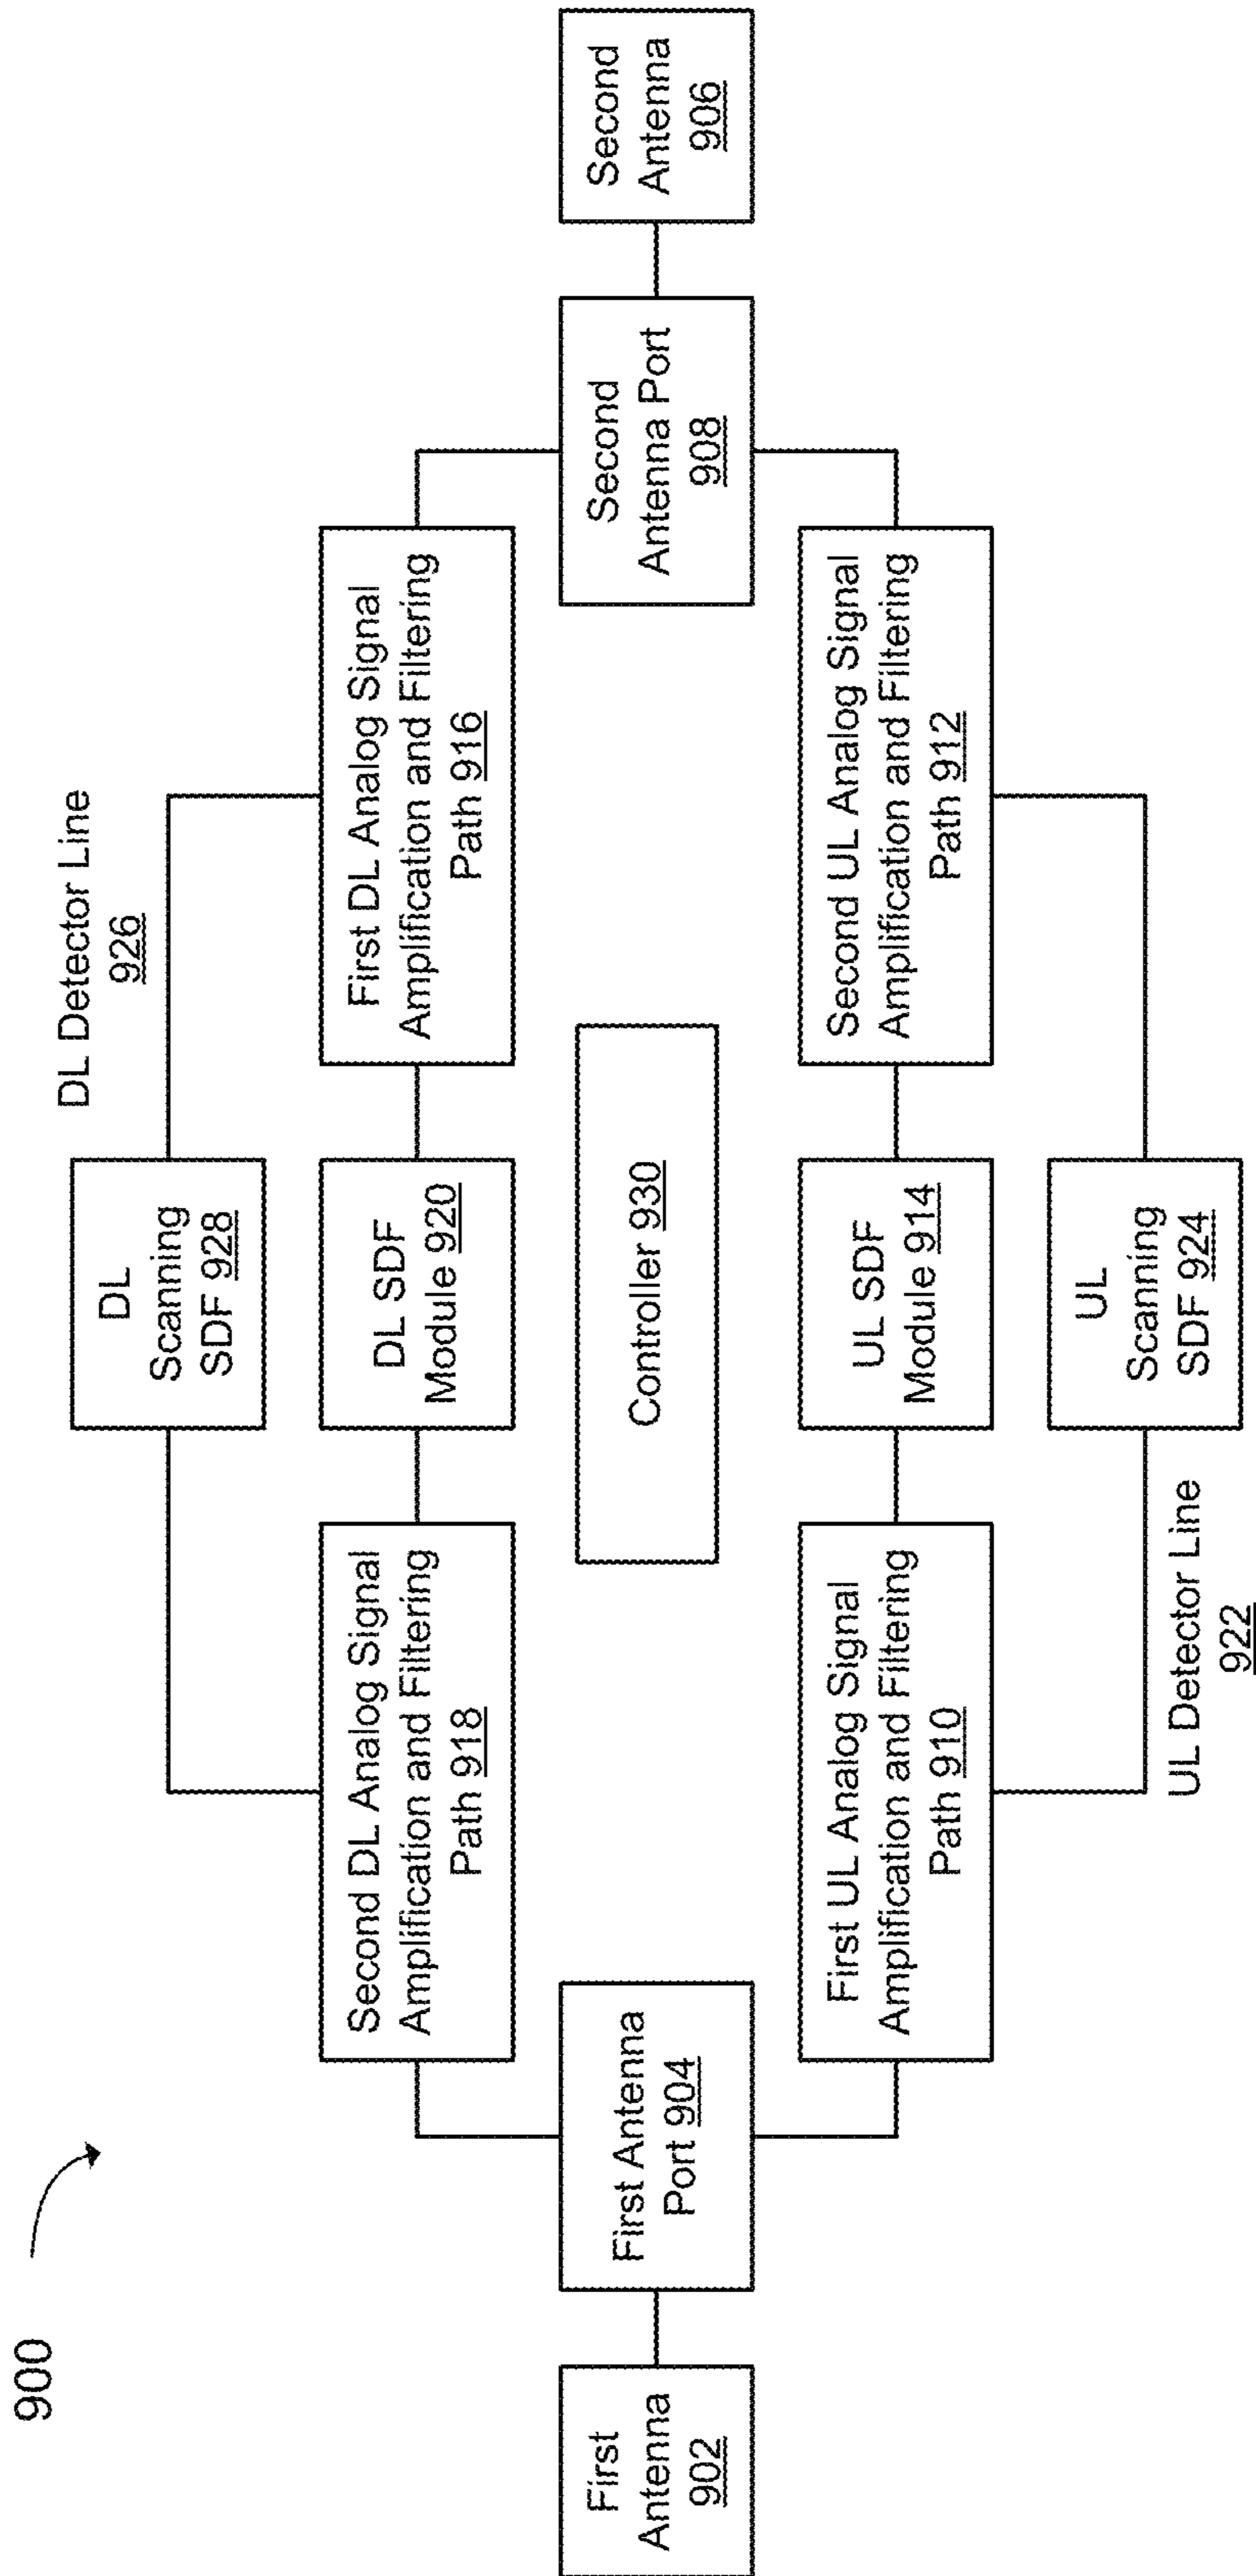 900
DL Detector Line
926
DL
Scanning
SDF 928
Second DL Analog Signal
Amplification and Filtering
Path 918
DL SDF
Module 920
First DL Analog Signal
Amplification and Filtering
Path 916
First
Antenna
902
First Antenna
Port 904
Controller 930
Second
Antenna Port
908
Second
Antenna
906
First UL Analog Signal
Amplification and Filtering
Path 910
UL SDF
Module 914
Second UL Analog Signal
Amplification and Filtering
Path 912
UL
Scanning
SDF 924
UL Detector Line
922